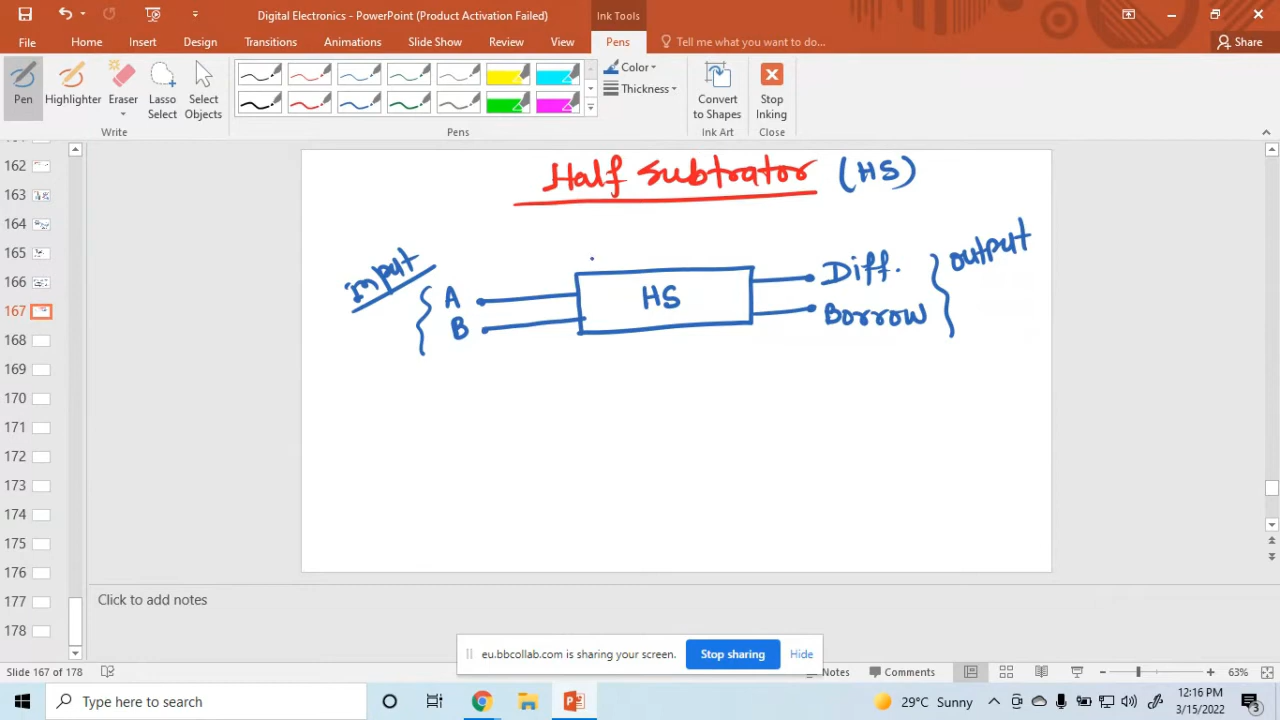 Digital Electronics - PowerPoint (Product Activation Failed)
Ink Tools
File
Home
Insert
Design
Transitions
Animations
Slide Show
Review
View
Pens
Tell me what you want to do...
Share
Pen
Highlighter
Eraser
Lasso Select
Select Objects
Color
Thickness
Convert to Shapes
Stop Inking
Write
Pens
Ink Art
Close
162
163
164
165
166
167
168
169
170
171
172
173
174
175
176
177
178
Half Subtrator (HS)
Input
A
B
HS
Diff.
Borrow
Output
Click to add notes
eu.bbcollab.com is sharing your screen.
Stop sharing
Hide
Slide 167 of 178
Notes
Comments
63%
Type here to search
29°C Sunny
12:16 PM
3/15/2022
3